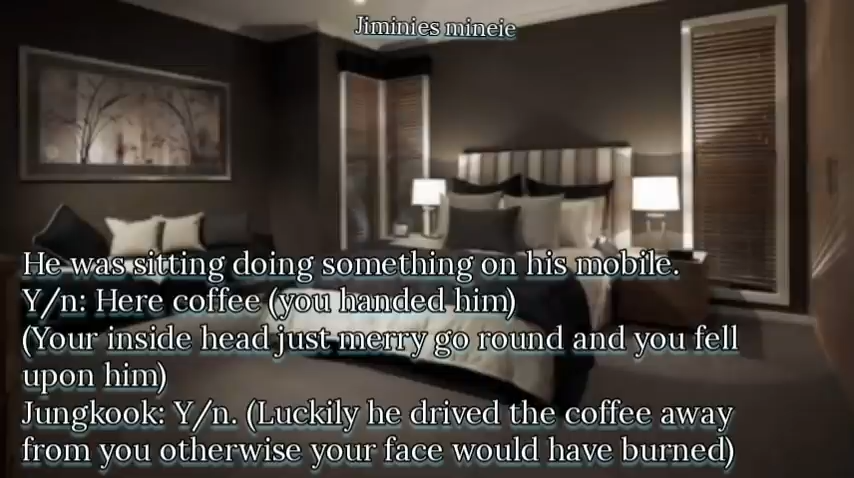 Jiminies mineie
He was sitting doing something on his mobile.
Y/n: Here coffee (you handed him)
(Your inside head just merry go round and you fell
upon him)
Jungkook: Y/n. (Luckily he drived the coffee away
from you otherwise your face would have burned)